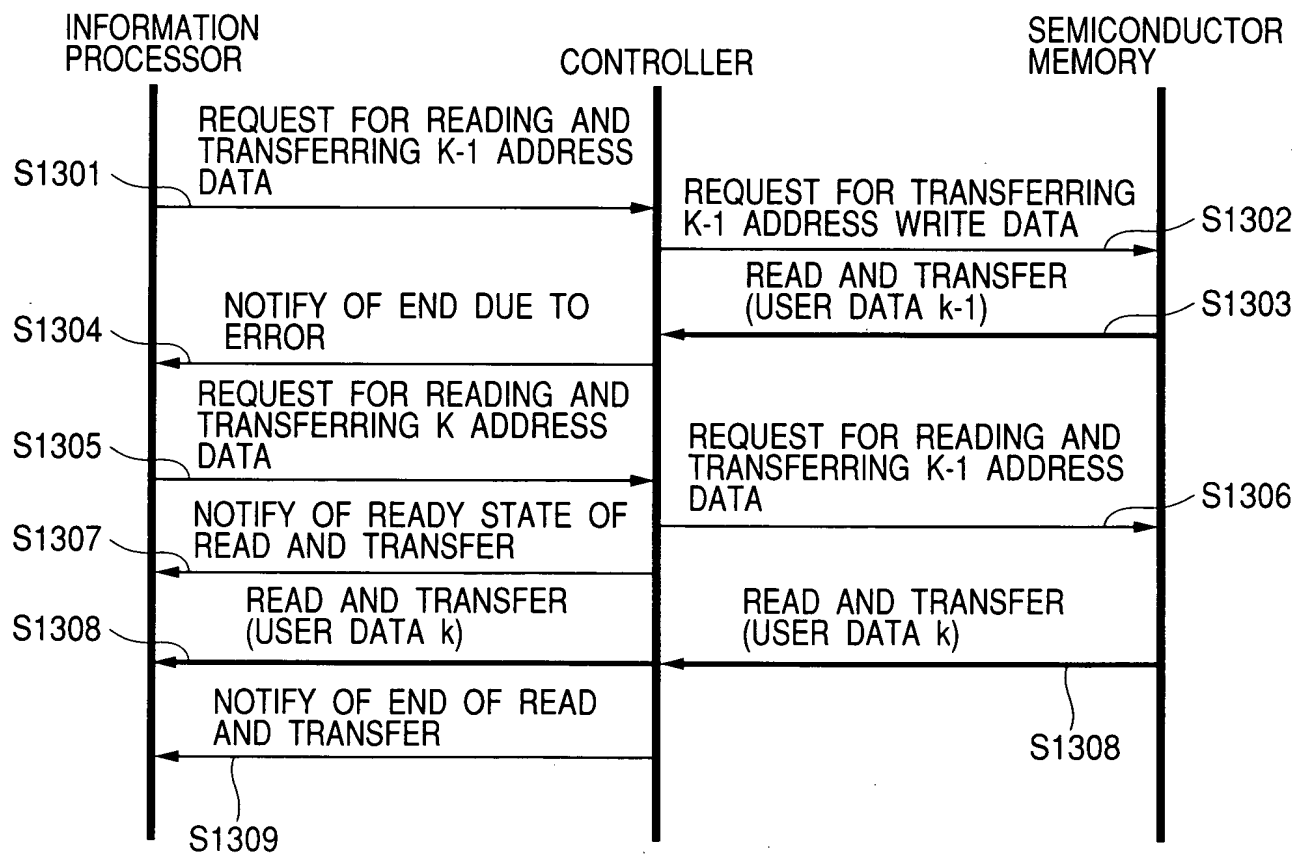 INFORMATION
PROCESSOR
CONTROLLER
SEMICONDUCTOR
MEMORY
REQUEST FOR READING AND
TRANSFERRING K-1 ADDRESS
DATA
S1301
REQUEST FOR TRANSFERRING
K-1 ADDRESS WRITE DATA
S1302
READ AND TRANSFER
(USER DATA k-1)
S1303
NOTIFY OF END DUE TO
ERROR
S1304
REQUEST FOR READING AND
TRANSFERRING K ADDRESS
DATA
S1305
REQUEST FOR READING AND
TRANSFERRING K-1 ADDRESS
DATA
S1306
NOTIFY OF READY STATE OF
READ AND TRANSFER
S1307
READ AND TRANSFER
(USER DATA k)
S1308
READ AND TRANSFER
(USER DATA k)
S1308
NOTIFY OF END OF READ
AND TRANSFER
S1309